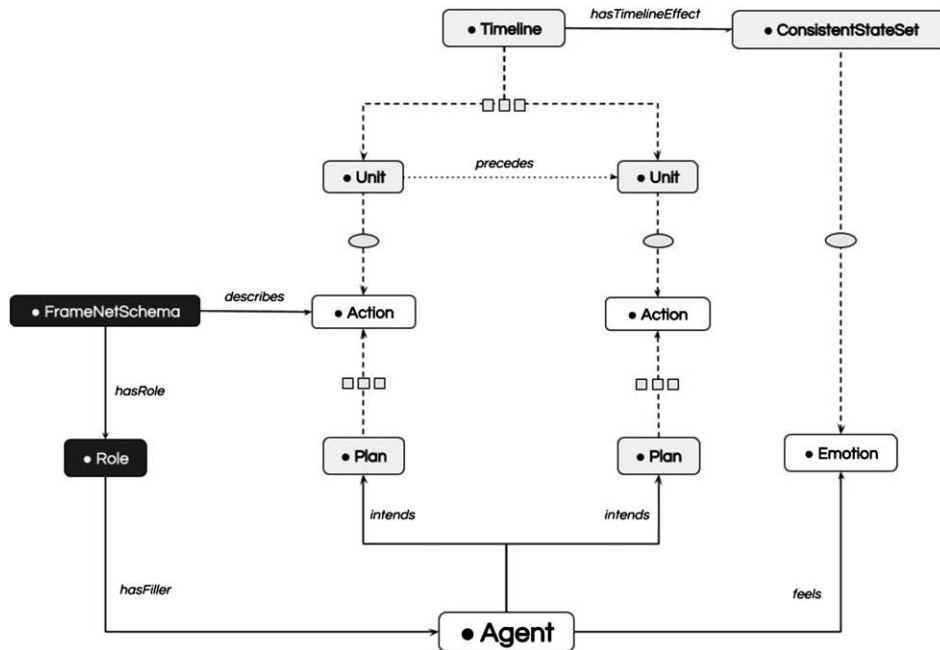 hasTimelineEffect
● Timeline
● ConsistentStateSet
precedes
● Unit
● Unit
describes
● FrameNetSchema
● Action
● Action
hasRole
● Role
● Plan
● Plan
● Emotion
intends
intends
hasFiller
feels
● Agent